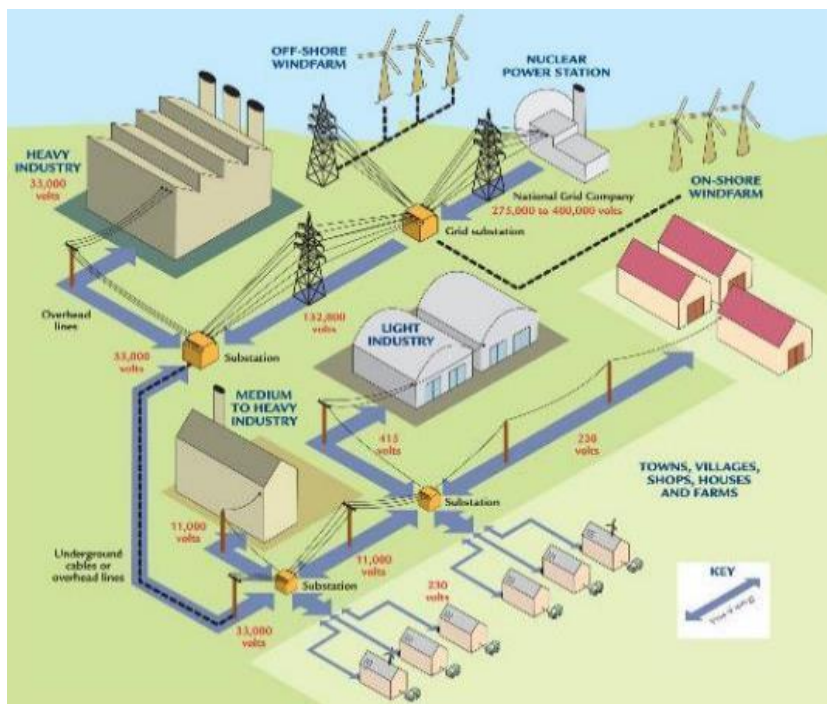 OFF-SHORE
WINDFARM
NUCLEAR
POWER STATION
HEAVY
INDUSTRY
33,000
volts
National Grid Company
275,000 to 400,000 volts
ON-SHORE
WINDFARM
Grid substation
Overhead
lines
132,000
volts
33,000
volts
Substation
LIGHT
INDUSTRY
MEDIUM
TO HEAVY
INDUSTRY
415
volts
230
volts
TOWNS, VILLAGES,
SHOPS, HOUSES
AND FARMS
Substation
11,000
volts
Underground
cables or
overhead lines
11,000
volts
Substation
230
volts
33,000
volts
KEY